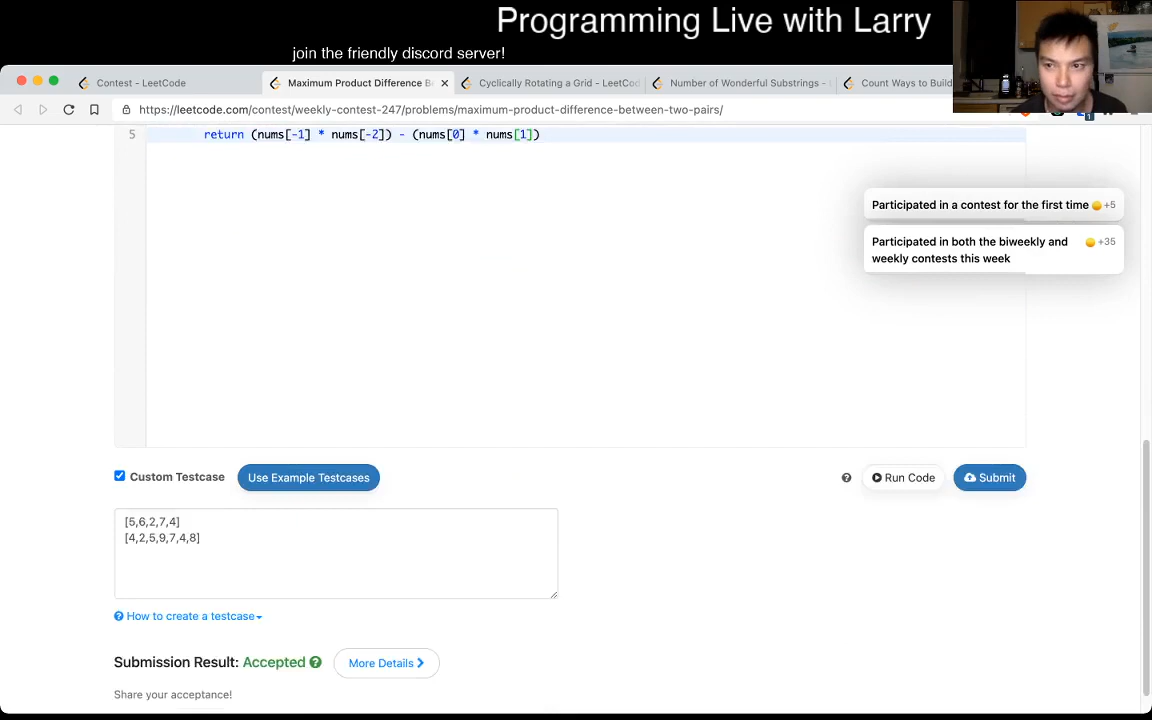 Programming Live with Larry
join the friendly discord server!
Contest - LeetCode
Maximum Product Difference B
Cyclically Rotating a Grid - LeetCod
Number of Wonderful Substrings -
Count Ways to Build
https://leetcode.com/contest/weekly-contest-247/problems/maximum-product-difference-between-two-pairs/
5 return (nums[-1] * nums[-2]) - (nums[0] * nums[1])
Participated in a contest for the first time +5
Participated in both the biweekly and +35
weekly contests this week
Custom Testcase Use Example Testcases Run Code Submit
[5,6,2,7,4]
[4,2,5,9,7,4,8]
How to create a testcase
Submission Result: Accepted More Details
Share your acceptance!